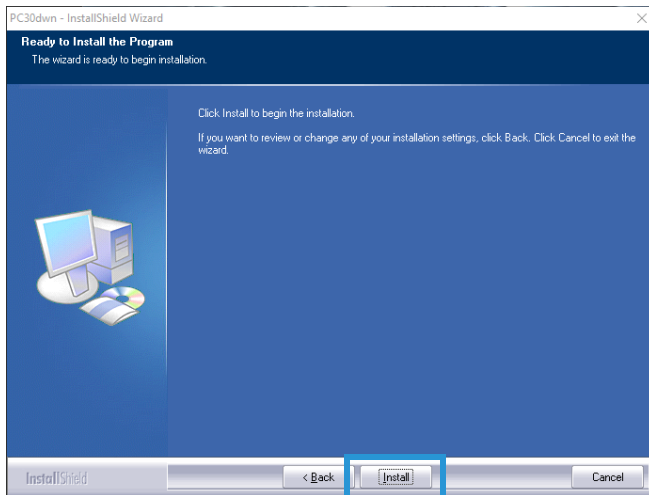 PC30dwn - InstallShield Wizard
Ready to Install the Program
The wizard is ready to begin installation.
Click Install to begin the installation.
If you want to review or change any of your installation settings, click Back. Click Cancel to exit the
wizard.
InstallShield
< Back
Install
Cancel